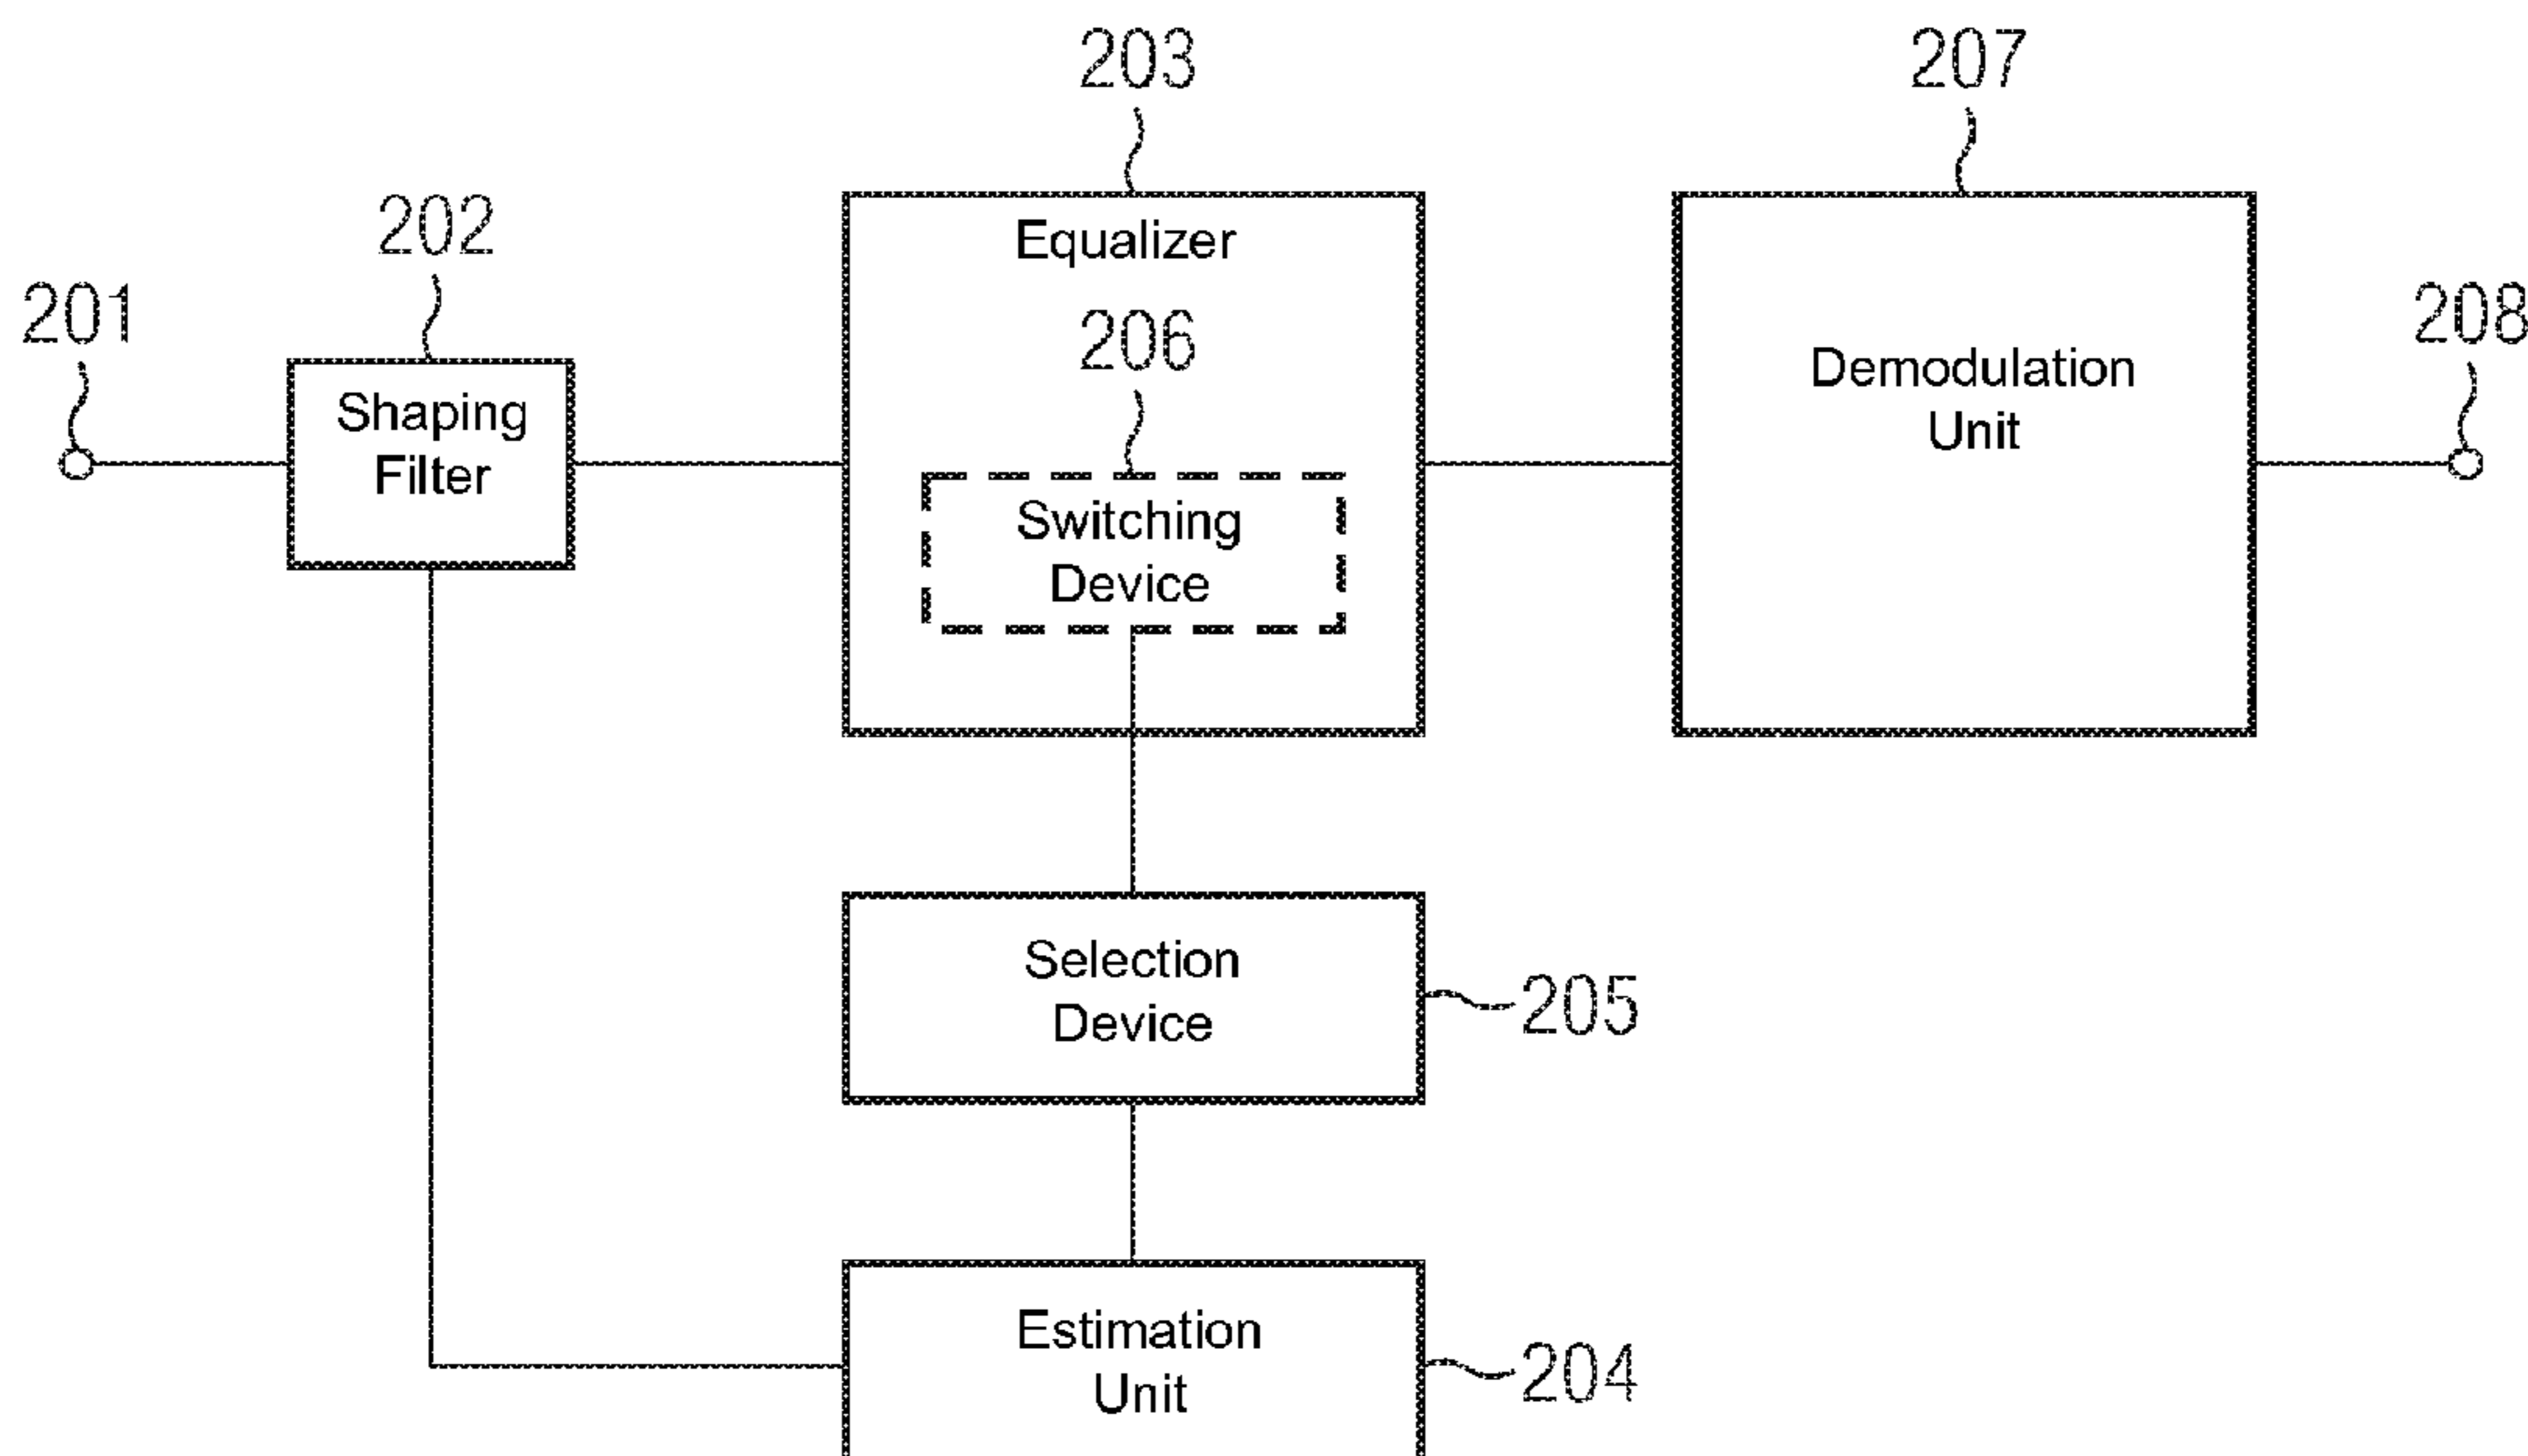 203
207
202
Equalizer
201
206
208
Demodulation
Unit
Shaping
Filter
Switching
Device
Selection
Device
205
Estimation
Unit
204